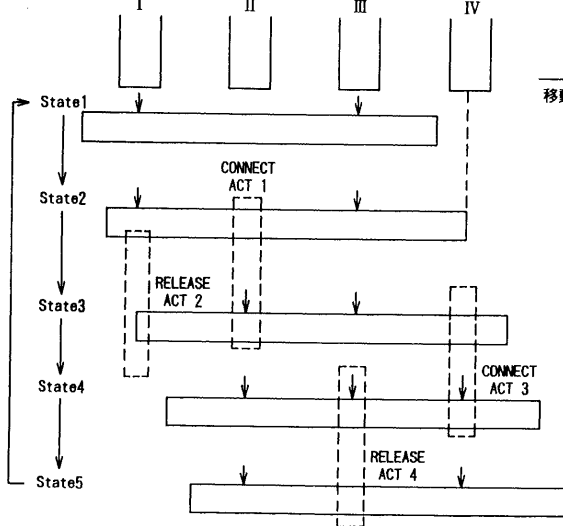 I II III IV
移動
State1
CONNECT
ACT 1
State2
RELEASE
ACT 2
State3
CONNECT
ACT 3
State4
RELEASE
ACT 4
State5